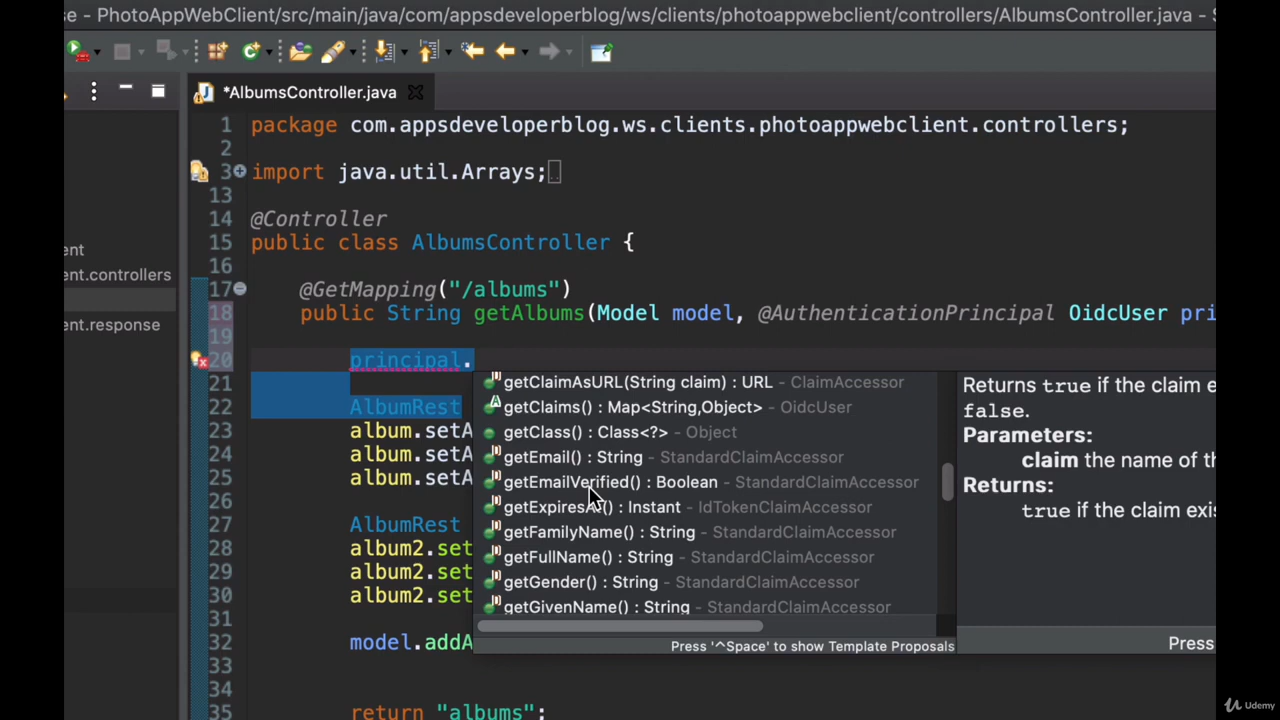 se - PhotoAppWebClient/src/main/java/com/appsdeveloperblog/ws/clients/photoappwebclient/controllers/AlbumsController.java - S
*AlbumsController.java
1 package com.appsdeveloperblog.ws.clients.photoappwebclient.controllers;
2
3 import java.util.Arrays;
13
14 @Controller
15 public class AlbumsController {
16
17 @GetMapping("/albums")
18 public String getAlbums(Model model, @AuthenticationPrincipal OidcUser pri
19
20 principal.
21
22 AlbumRest
23 album.setA
24 album.setA
25 album.setA
26
27 AlbumRest
28 album2.set
29 album2.set
30 album2.set
31
32 model.addA
33
34
35 return "albums";
ent
ent.controllers
ent.response
getClaimAsURL(String claim) : URL - ClaimAccessor
getClaims() : Map<String,Object> - OidcUser
getClass() : Class<?> - Object
getEmail() : String - StandardClaimAccessor
getEmailVerified() : Boolean - StandardClaimAccessor
getExpiresAt() : Instant - IdTokenClaimAccessor
getFamilyName() : String - StandardClaimAccessor
getFullName() : String - StandardClaimAccessor
getGender() : String - StandardClaimAccessor
getGivenName() : String - StandardClaimAccessor
Press '^Space' to show Template Proposals
Returns true if the claim e
false.
Parameters:
claim the name of th
Returns:
true if the claim exis
Press
Udemy